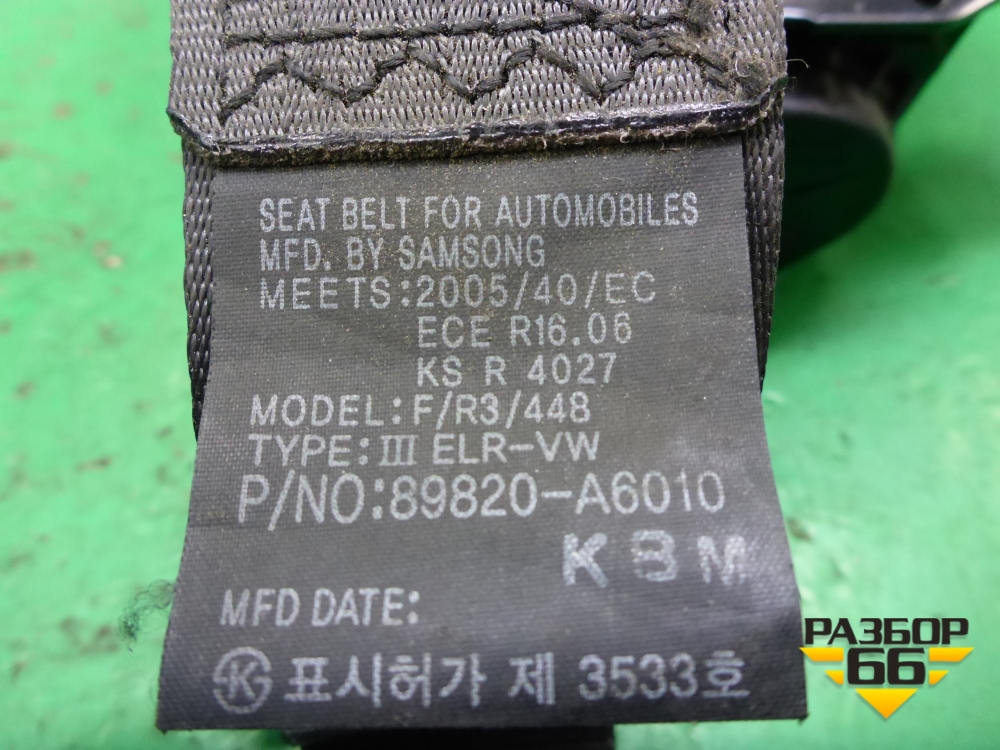 SEAT BELT FOR AUTOMOBILES
MFD. BY SAMSONG
MEETS:2005/40/EC
ECE R16.06
KS R 4027
MODEL:F/R3/448
TYPE:III ELR-VW
P/NO:89820-A6010
K 3 M
MFD DATE:
표시허가 제 3533호
РАЗБОР
66